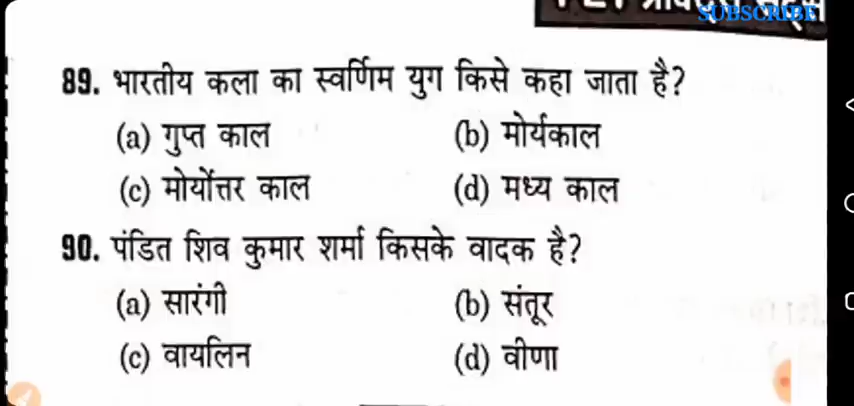 SUBSCRIBE
89. भारतीय कला का स्वर्णिम युग किसे कहा जाता है?
(a) गुप्त काल (b) मोर्यकाल
(c) मोर्योत्तर काल (d) मध्य काल
90. पंडित शिव कुमार शर्मा किसके वादक है?
(a) सारंगी (b) संतूर
(c) वायलिन (d) वीणा